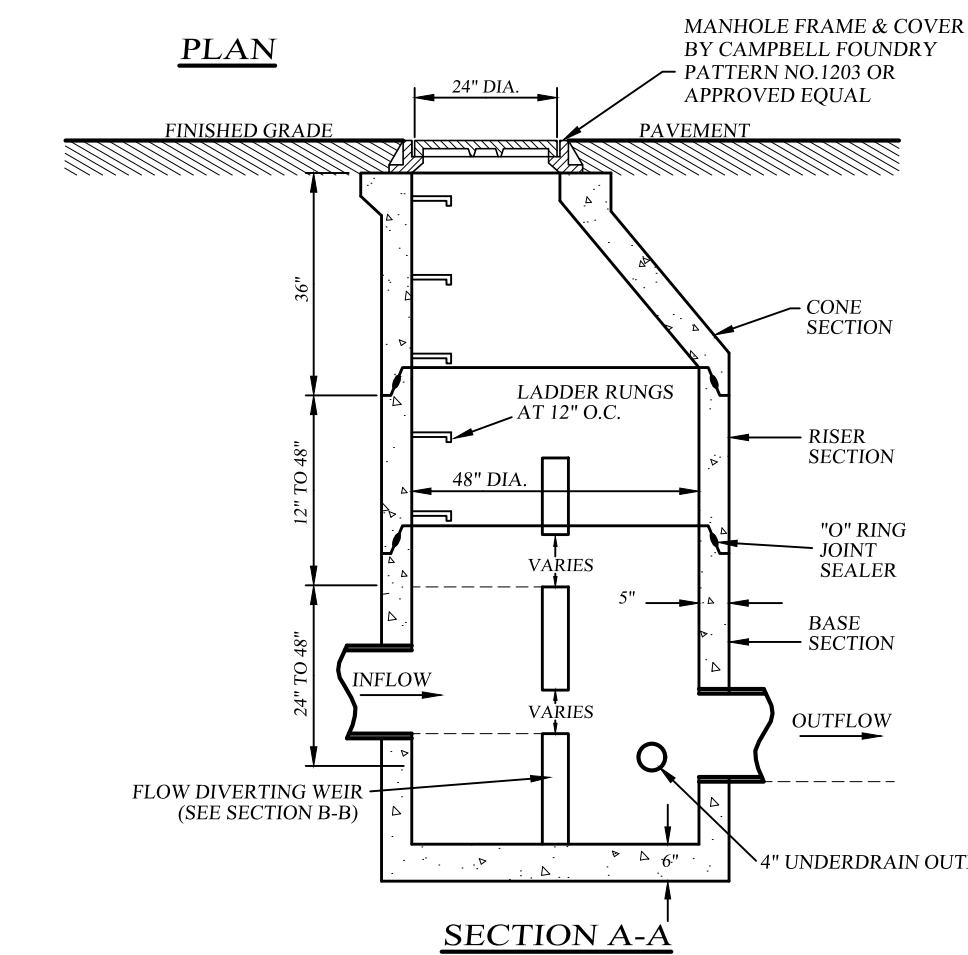 PLAN
MANHOLE FRAME & COVER
BY CAMPBELL FOUNDRY
PATTERN NO.1203 OR
APPROVED EQUAL
24" DIA.
FINISHED GRADE
PAVEMENT
36"
CONE
SECTION
LADDER RUNGS
AT 12" O.C.
RISER
SECTION
12" TO 48"
48" DIA.
"O" RING
JOINT
SEALER
VARIES
5"
BASE
SECTION
24" TO 48"
INFLOW
VARIES
OUTFLOW
FLOW DIVERTING WEIR
(SEE SECTION B-B)
6"
4" UNDERDRAIN
SECTION A-A